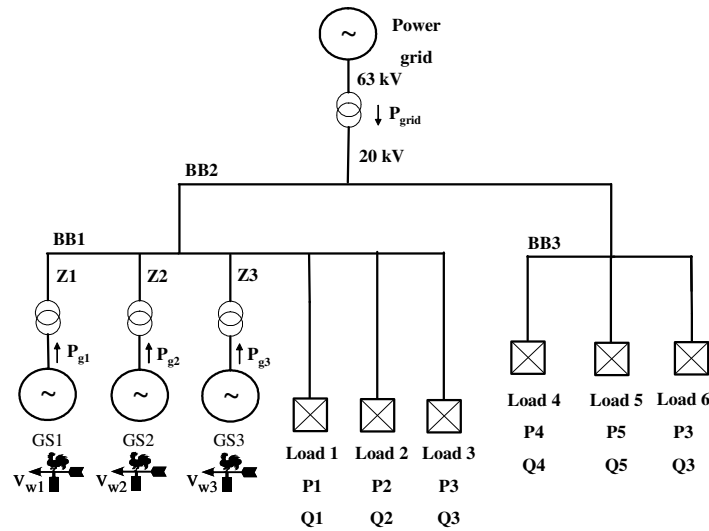 Power
grid
~
63 kV
P_grid
20 kV
BB2
BB1
BB3
Z1 Z2 Z3
P_g1 P_g2 P_g3
~ ~ ~
GS1 GS2 GS3
V_w1 V_w2 V_w3
Load 1 Load 2 Load 3
P1 P2 P3
Q1 Q2 Q3
Load 4 Load 5 Load 6
P4 P5 P3
Q4 Q5 Q3